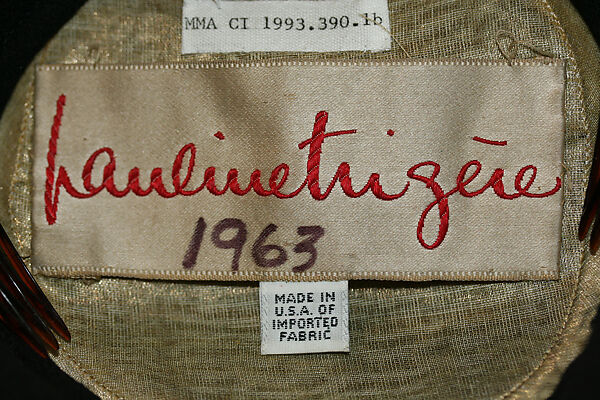 MMA CI 1993.390.1b
paulinetrigère
1963
MADE IN
U.S.A. OF
IMPORTED
FABRIC